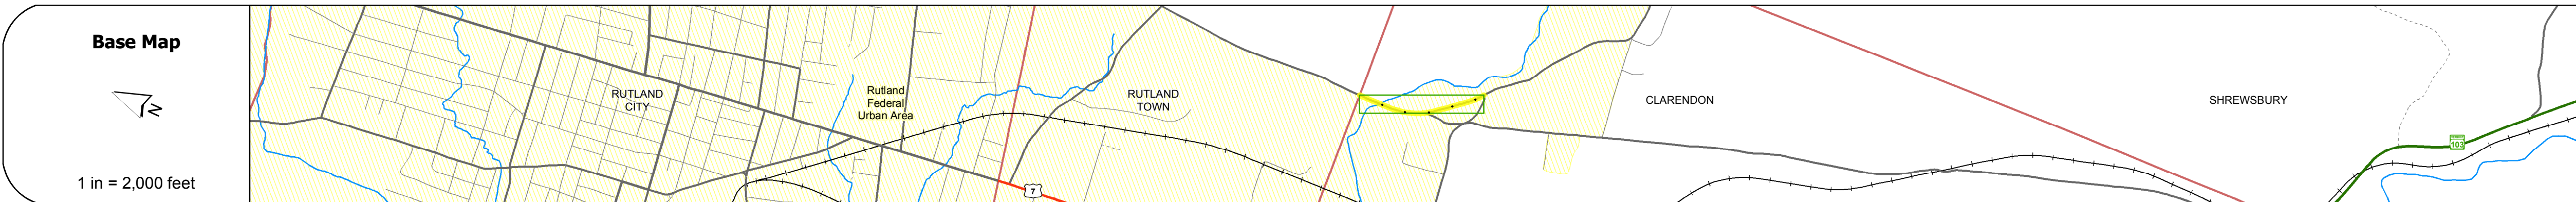 Base Map
N
1 in = 2,000 feet
RUTLAND
CITY
Rutland
Federal
Urban Area
RUTLAND
TOWN
7
CLARENDON
SHREWSBURY
103